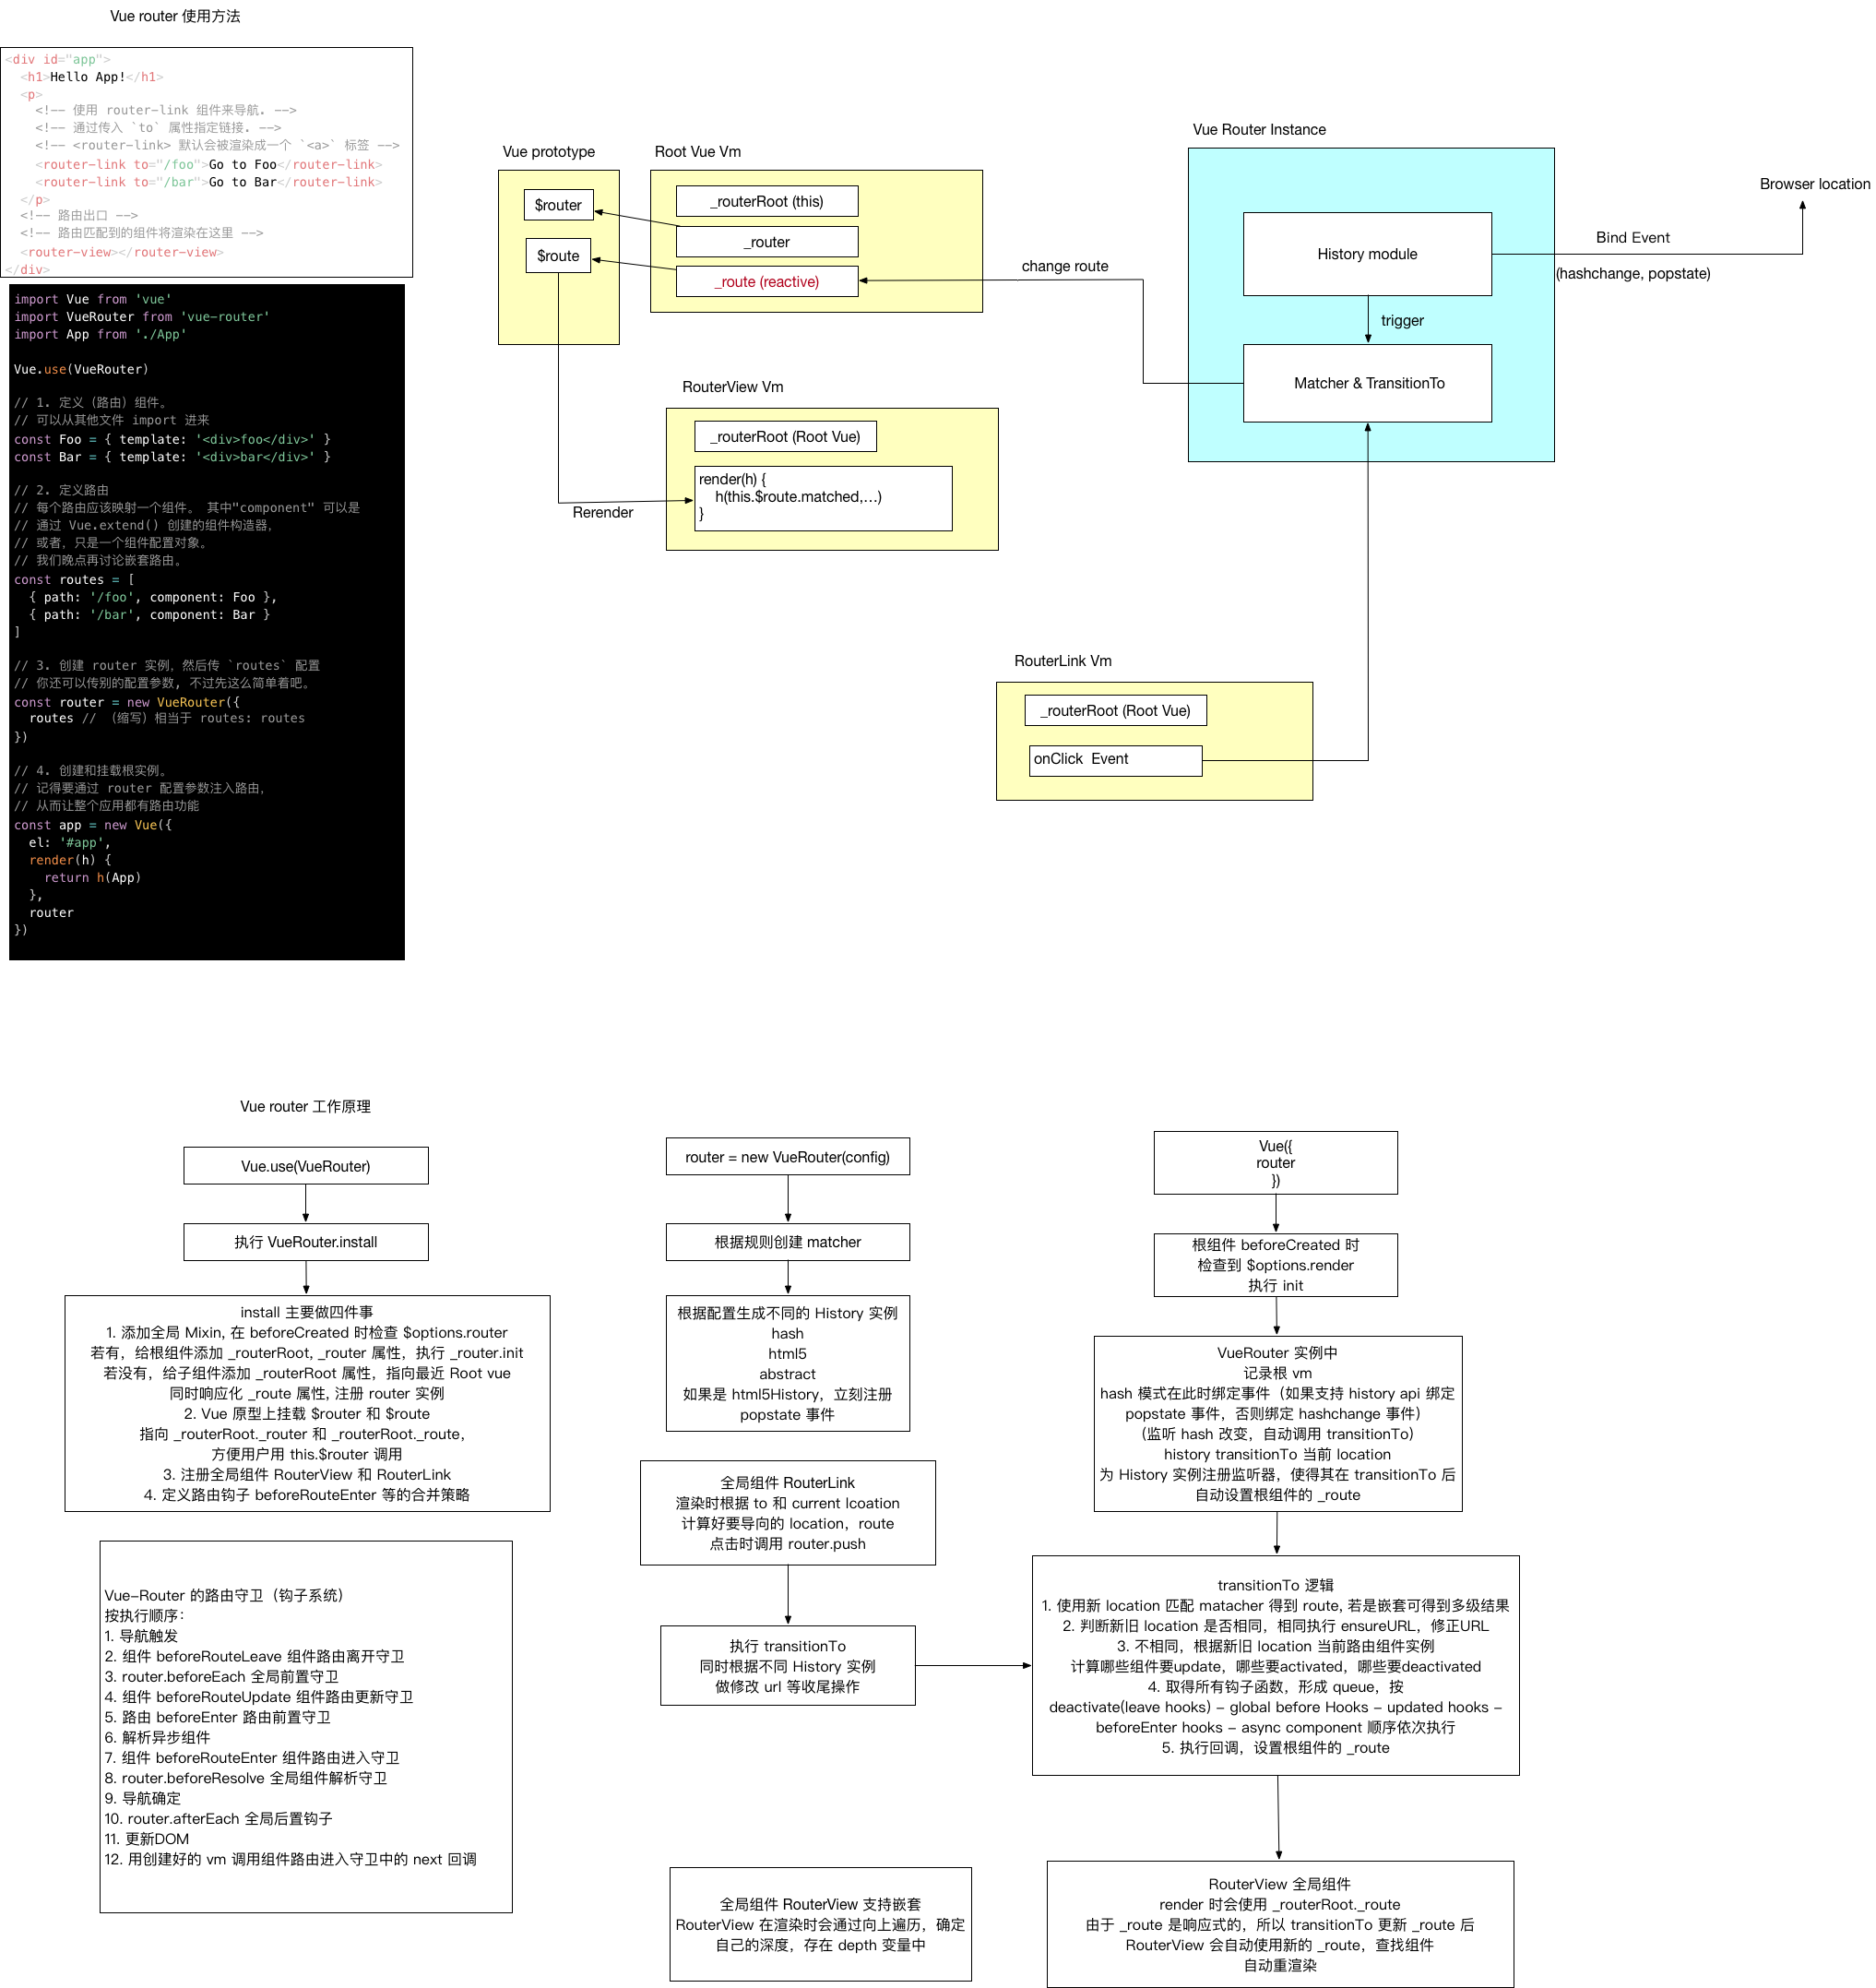 Vue router 使用方法
<div id="app">
  <h1>Hello App!</h1>
  <p>
    <!-- 使用 router-link 组件来导航. -->
    <!-- 通过传入 `to` 属性指定链接. -->
    <!-- <router-link> 默认会被渲染成一个 `<a>` 标签 -->
    <router-link to="/foo">Go to Foo</router-link>
    <router-link to="/bar">Go to Bar</router-link>
  </p>
  <!-- 路由出口 -->
  <!-- 路由匹配到的组件将渲染在这里 -->
  <router-view></router-view>
</div>
import Vue from 'vue'
import VueRouter from 'vue-router'
import App from './App'
Vue.use(VueRouter)
// 1. 定义（路由）组件。
// 可以从其他文件 import 进来
const Foo = { template: '<div>foo</div>' }
const Bar = { template: '<div>bar</div>' }
// 2. 定义路由
// 每个路由应该映射一个组件。 其中"component" 可以是
// 通过 Vue.extend() 创建的组件构造器，
// 或者，只是一个组件配置对象。
// 我们晚点再讨论嵌套路由。
const routes = [
  { path: '/foo', component: Foo },
  { path: '/bar', component: Bar }
]
// 3. 创建 router 实例，然后传 `routes` 配置
// 你还可以传别的配置参数, 不过先这么简单着吧。
const router = new VueRouter({
  routes // （缩写）相当于 routes: routes
})
// 4. 创建和挂载根实例。
// 记得要通过 router 配置参数注入路由，
// 从而让整个应用都有路由功能
const app = new Vue({
  el: '#app',
  render(h) {
    return h(App)
  },
  router
})
Vue prototype
$router
$route
Root Vue Vm
_routerRoot (this)
_router
_route (reactive)
change route
Vue Router Instance
History module
trigger
Matcher & TransitionTo
Browser location
Bind Event
(hashchange, popstate)
RouterView Vm
_routerRoot (Root Vue)
render(h) {
    h(this.$route.matched,…)
}
Rerender
RouterLink Vm
_routerRoot (Root Vue)
onClick  Event
Vue router 工作原理
Vue.use(VueRouter)
执行 VueRouter.install
install 主要做四件事
1. 添加全局 Mixin, 在 beforeCreated 时检查 $options.router
若有，给根组件添加 _routerRoot, _router 属性，执行 _router.init
若没有，给子组件添加 _routerRoot 属性，指向最近 Root vue
同时响应化 _route 属性, 注册 router 实例
2. Vue 原型上挂载 $router 和 $route
指向 _routerRoot._router 和 _routerRoot._route，
方便用户用 this.$router 调用
3. 注册全局组件 RouterView 和 RouterLink
4. 定义路由钩子 beforeRouteEnter 等的合并策略
Vue-Router 的路由守卫（钩子系统）
按执行顺序：
1. 导航触发
2. 组件 beforeRouteLeave 组件路由离开守卫
3. router.beforeEach 全局前置守卫
4. 组件 beforeRouteUpdate 组件路由更新守卫
5. 路由 beforeEnter 路由前置守卫
6. 解析异步组件
7. 组件 beforeRouteEnter 组件路由进入守卫
8. router.beforeResolve 全局组件解析守卫
9. 导航确定
10. router.afterEach 全局后置钩子
11. 更新DOM
12. 用创建好的 vm 调用组件路由进入守卫中的 next 回调
router = new VueRouter(config)
根据规则创建 matcher
根据配置生成不同的 History 实例
hash
html5
abstract
如果是 html5History，立刻注册
popstate 事件
全局组件 RouterLink
渲染时根据 to 和 current lcoation
计算好要导向的 location，route
点击时调用 router.push
执行 transitionTo
同时根据不同 History 实例
做修改 url 等收尾操作
全局组件 RouterView 支持嵌套
RouterView 在渲染时会通过向上遍历，确定
自己的深度，存在 depth 变量中
Vue({
router
})
根组件 beforeCreated 时
检查到 $options.render
执行 init
VueRouter 实例中
记录根 vm
hash 模式在此时绑定事件（如果支持 history api 绑定
popstate 事件，否则绑定 hashchange 事件）
（监听 hash 改变，自动调用 transitionTo）
history transitionTo 当前 location
为 History 实例注册监听器，使得其在 transitionTo 后
自动设置根组件的 _route
transitionTo 逻辑
1. 使用新 location 匹配 matacher 得到 route, 若是嵌套可得到多级结果
2. 判断新旧 location 是否相同，相同执行 ensureURL，修正URL
3. 不相同，根据新旧 location 当前路由组件实例
计算哪些组件要update，哪些要activated，哪些要deactivated
4. 取得所有钩子函数，形成 queue，按
deactivate(leave hooks) - global before Hooks - updated hooks -
beforeEnter hooks - async component 顺序依次执行
5. 执行回调，设置根组件的 _route
RouterView 全局组件
render 时会使用 _routerRoot._route
由于 _route 是响应式的，所以 transitionTo 更新 _route 后
RouterView 会自动使用新的 _route，查找组件
自动重渲染